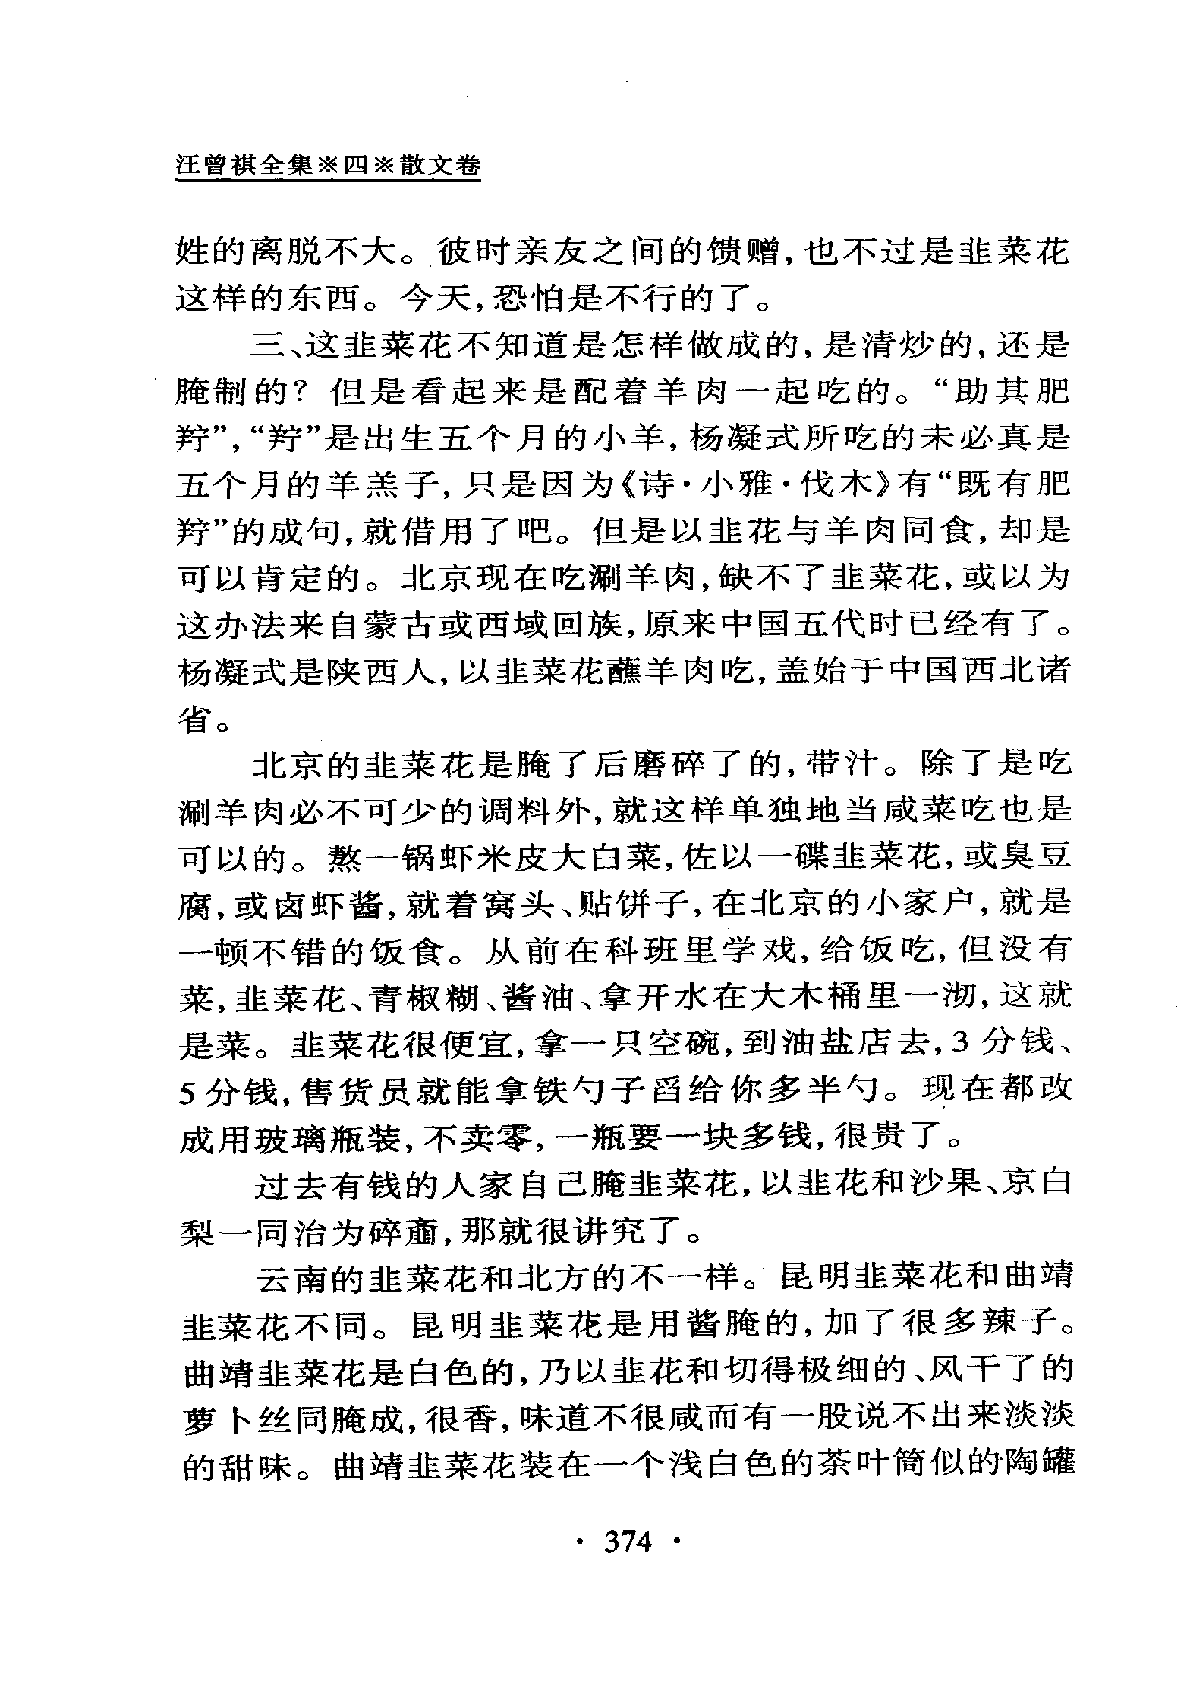 汪曾祺全集※四※散文卷
姓的离脱不大。彼时亲友之间的馈赠,也不过是韭菜花
这样的东西。今天,恐怕是不行的了。
三、这韭菜花不知道是怎样做成的,是清炒的,还是
腌制的?但是看起来是配着羊肉一起吃的。“助其肥
羜”,“羜”是出生五个月的小羊,杨凝式所吃的未必真是
五个月的羊羔子,只是因为《诗·小雅·伐木》有“既有肥
羜”的成句,就借用了吧。但是以韭花与羊肉同食,却是
可以肯定的。北京现在吃涮羊肉,缺不了韭菜花,或以为
这办法来自蒙古或西域回族,原来中国五代时已经有了。
杨凝式是陕西人,以韭菜花蘸羊肉吃,盖始于中国西北诸
省。
北京的韭菜花是腌了后磨碎了的,带汁。除了是吃
涮羊肉必不可少的调料外,就这样单独地当咸菜吃也是
可以的。熬一锅虾米皮大白菜,佐以一碟韭菜花,或臭豆
腐,或卤虾酱,就着窝头、贴饼子,在北京的小家户,就是
一顿不错的饭食。从前在科班里学戏,给饭吃,但没有
菜,韭菜花、青椒糊、酱油、拿开水在大木桶里一沏,这就
是菜。韭菜花很便宜,拿一只空碗,到油盐店去,3分钱、
5分钱,售货员就能拿铁勺子舀给你多半勺。现在都改
成用玻璃瓶装,不卖零,一瓶要一块多钱,很贵了。
过去有钱的人家自己腌韭菜花,以韭花和沙果、京白
梨一同治为碎齑,那就很讲究了。
云南的韭菜花和北方的不一样。昆明韭菜花和曲靖
韭菜花不同。昆明韭菜花是用酱腌的,加了很多辣子。
曲靖韭菜花是白色的,乃以韭花和切得极细的、风干了的
萝卜丝同腌成,很香,味道不很咸而有一股说不出来淡淡
的甜味。曲靖韭菜花装在一个浅白色的茶叶筒似的陶罐
· 374 ·